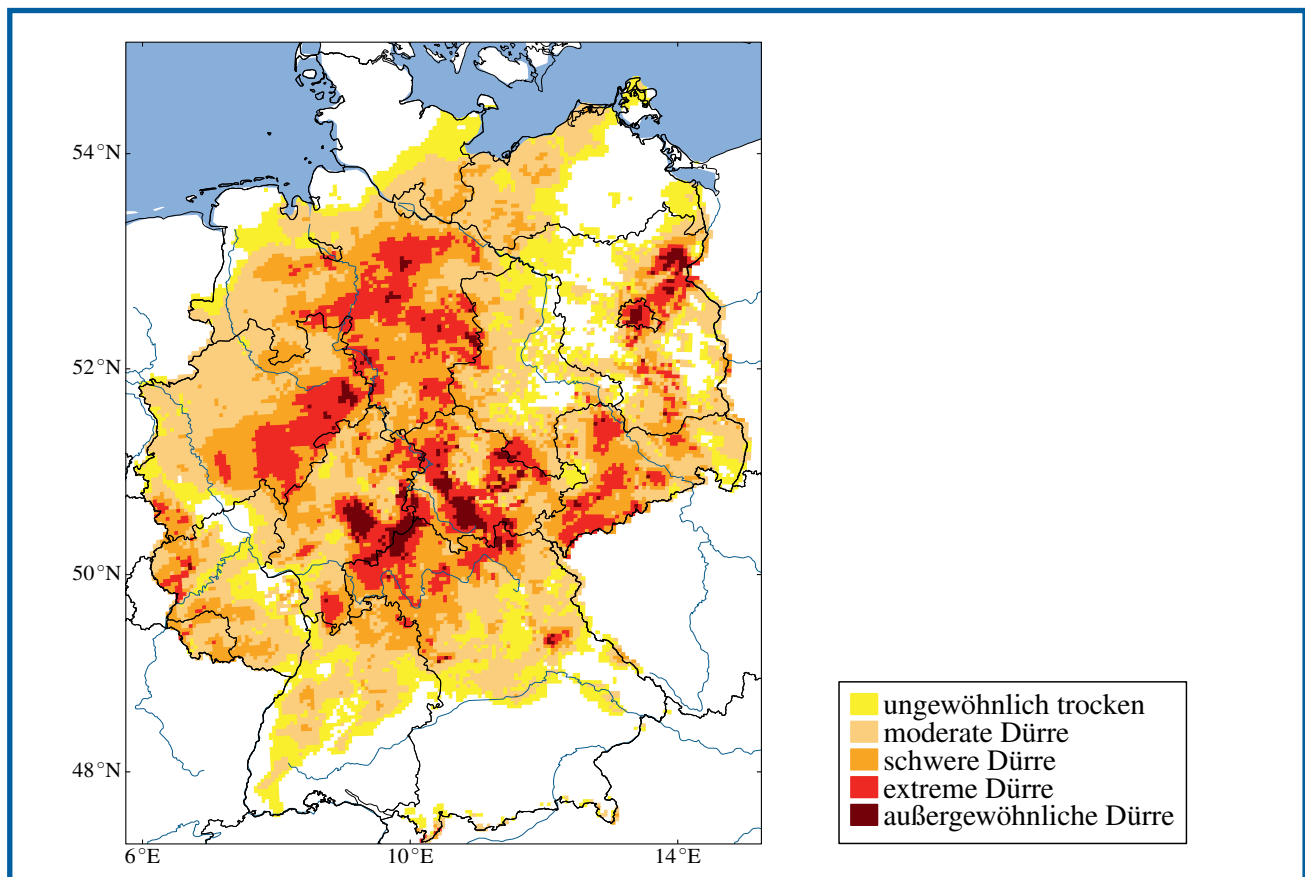 54°N
52°N
50°N
48°N
6°E
10°E
14°E
ungewöhnlich trocken
moderate Dürre
schwere Dürre
extreme Dürre
außergewöhnliche Dürre